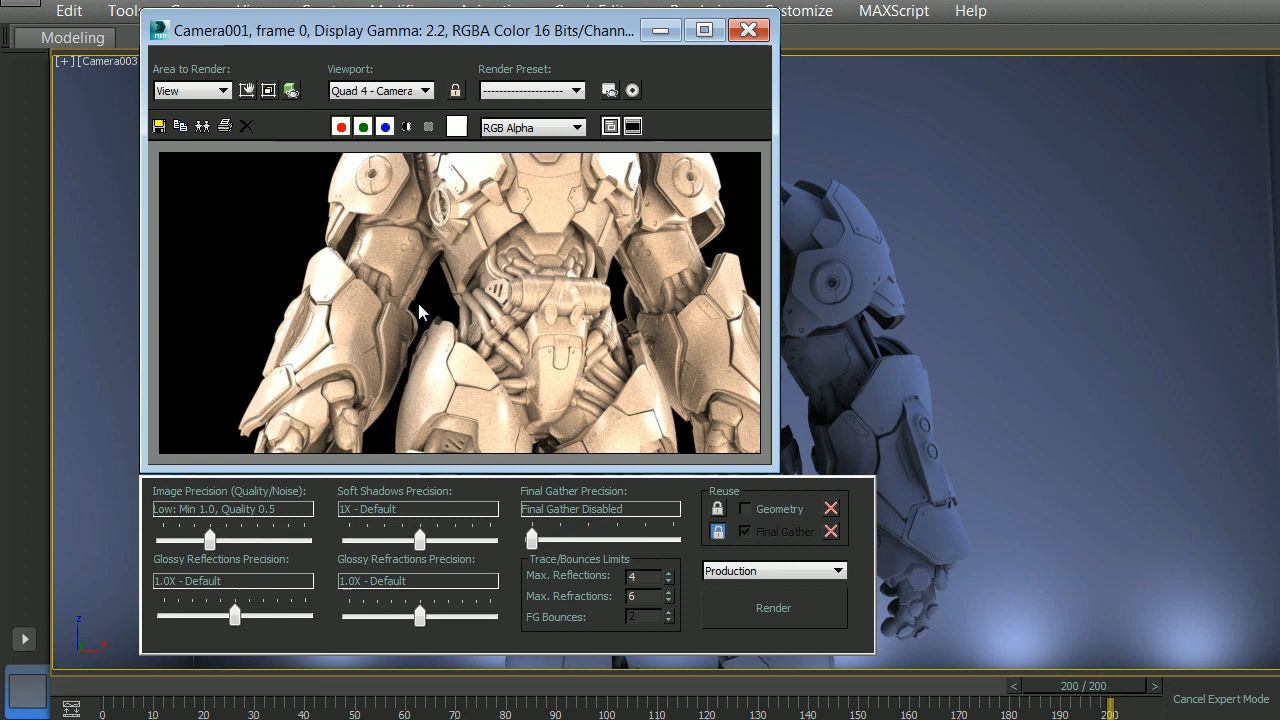 Edit
Customize
MAXScript
Help
Modeling
Camera001, frame 0, Display Gamma: 2.2, RGBA Color 16 Bits/Chann...
[+][Camera003
Area to Render:
Viewport:
Render Preset:
View
Quad 4 - Camera
--------------------
RGB Alpha
Image Precision (Quality/Noise):
Soft Shadows Precision:
Final Gather Precision:
Reuse
Low: Min 1.0, Quality 0.5
1X - Default
Final Gather Disabled
Geometry
Final Gather
Glossy Reflections Precision:
Glossy Refractions Precision:
Trace/Bounces Limits
1.0X - Default
1.0X - Default
Max. Reflections: 4
Production
Max. Refractions: 6
Render
FG Bounces: 2
z
x
< 200 / 200 >
Cancel Expert Mode
0 10 20 30 40 50 60 70 80 90 100 110 120 130 140 150 160 170 180 190 200